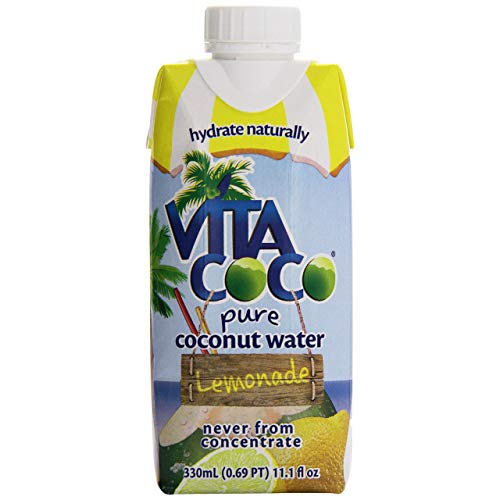 hydrate naturally
VITA
COCO®
pure
coconut water
Lemonade
never from
concentrate
330mL (0.69 PT) 11.1 fl oz